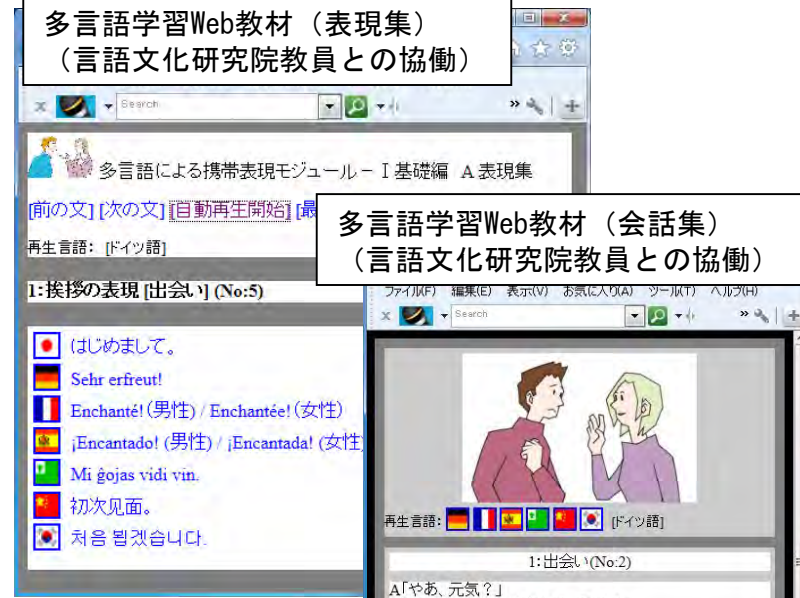 多言語学習Web教材（表現集）
（言語文化研究院教員との協働）
Search
多言語による携帯表現モジュール－Ⅰ基礎編 A 表現集
[前の文] [次の文] [自動再生開始] [最
再生言語： [ドイツ語]
1:挨拶の表現 [出会い] (No:5)
はじめまして。
Sehr erfreut!
Enchanté! (男性) / Enchantée! (女性)
¡Encantado! (男性) / ¡Encantada! (女性)
Mi ĝojas vidi vin.
初次见面。
처음 뵙겠습니다.
多言語学習Web教材（会話集）
（言語文化研究院教員との協働）
ファイル(F) 編集(E) 表示(V) お気に入り(A) ツール(T) ヘルプ(H)
Search
再生言語： [ドイツ語]
1:出会い(No:2)
A「やあ、元気？」